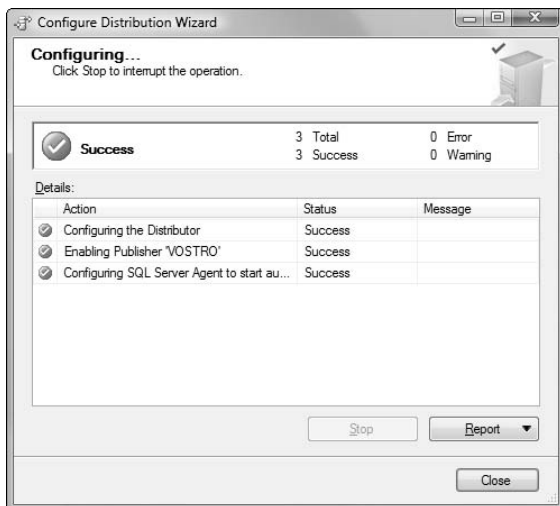 Configure Distribution Wizard
Configuring...
Click Stop to interrupt the operation.
Success
3 Total
0 Error
3 Success
0 Warning
Details:
Action Status Message
Configuring the Distributor Success
Enabling Publisher 'VOSTRO' Success
Configuring SQL Server Agent to start au... Success
Stop
Report
Close